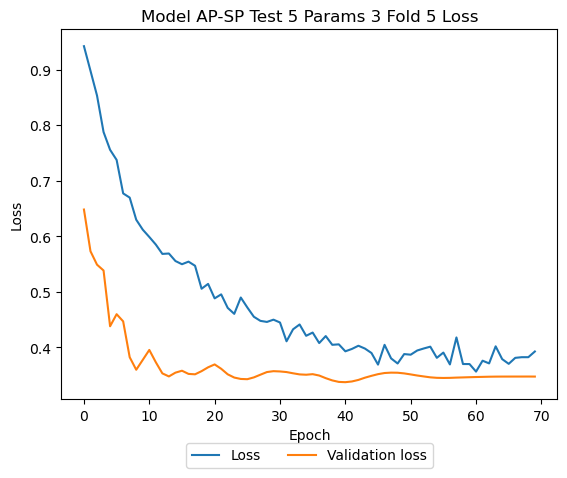 Model AP-SP Test 5 Params 3 Fold 5 Loss
0.9
0.8
0.7
0.6
0.5
0.4
Loss
0 10 20 30 40 50 60 70
Epoch
Loss Validation loss